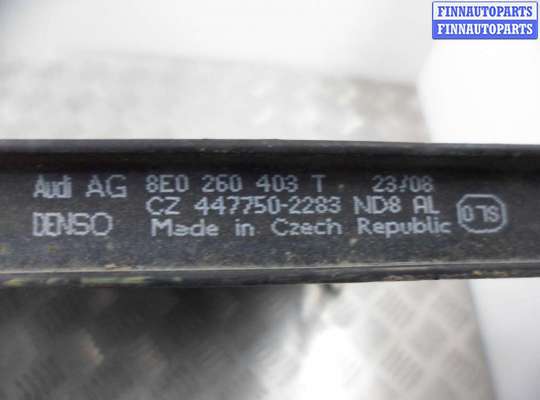 FINNAUTOPARTS
FINNAUTOPARTS
Audi AG 8E0 260 403 T 23/08
DENSO CZ 447750-2283 ND8 AL
Made in Czech Republic